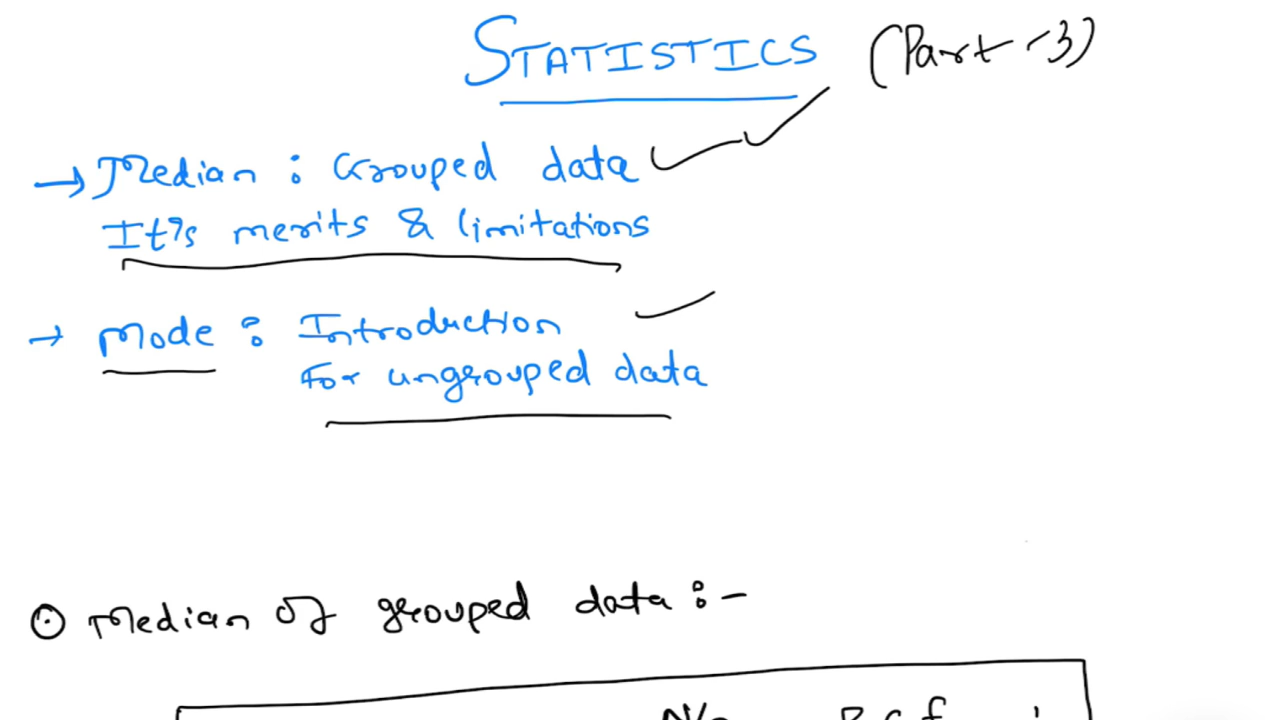 STATISTICS (Part-3)
→ Median : Grouped data
It's merits & limitations
→ Mode : Introduction
For ungrouped data
⊙ Median of grouped data :-